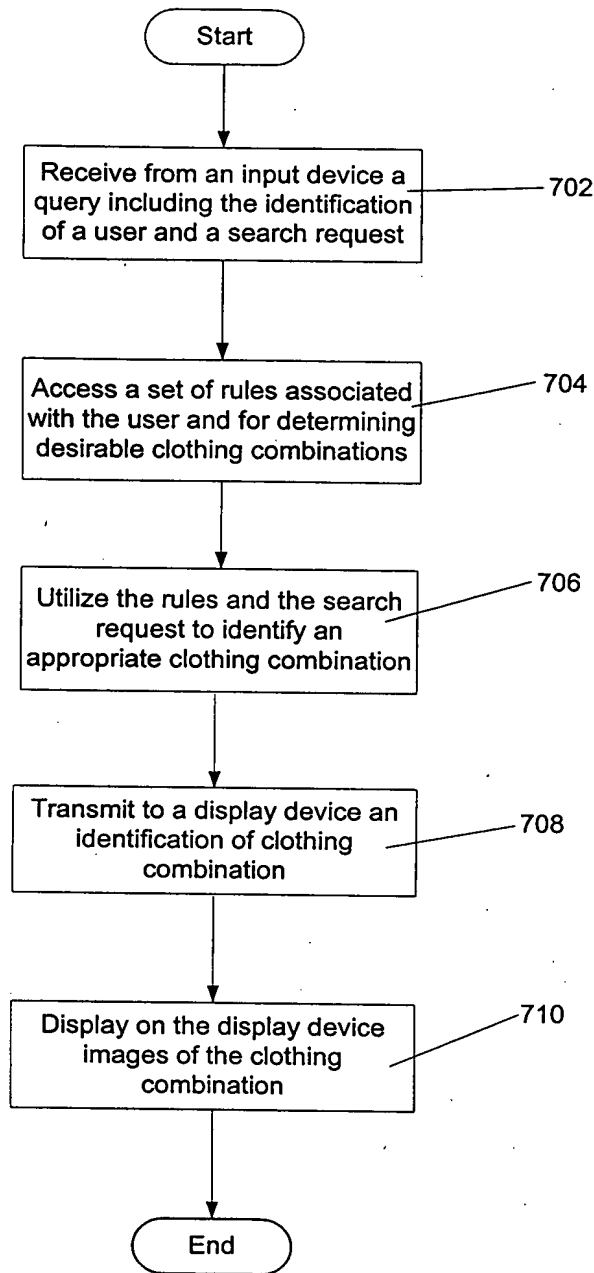 Start
Receive from an input device a
query including the identification
of a user and a search request
702
Access a set of rules associated
with the user and for determining
desirable clothing combinations
704
Utilize the rules and the search
request to identify an
appropriate clothing combination
706
Transmit to a display device an
identification of clothing
combination
708
Display on the display device
images of the clothing
combination
710
End